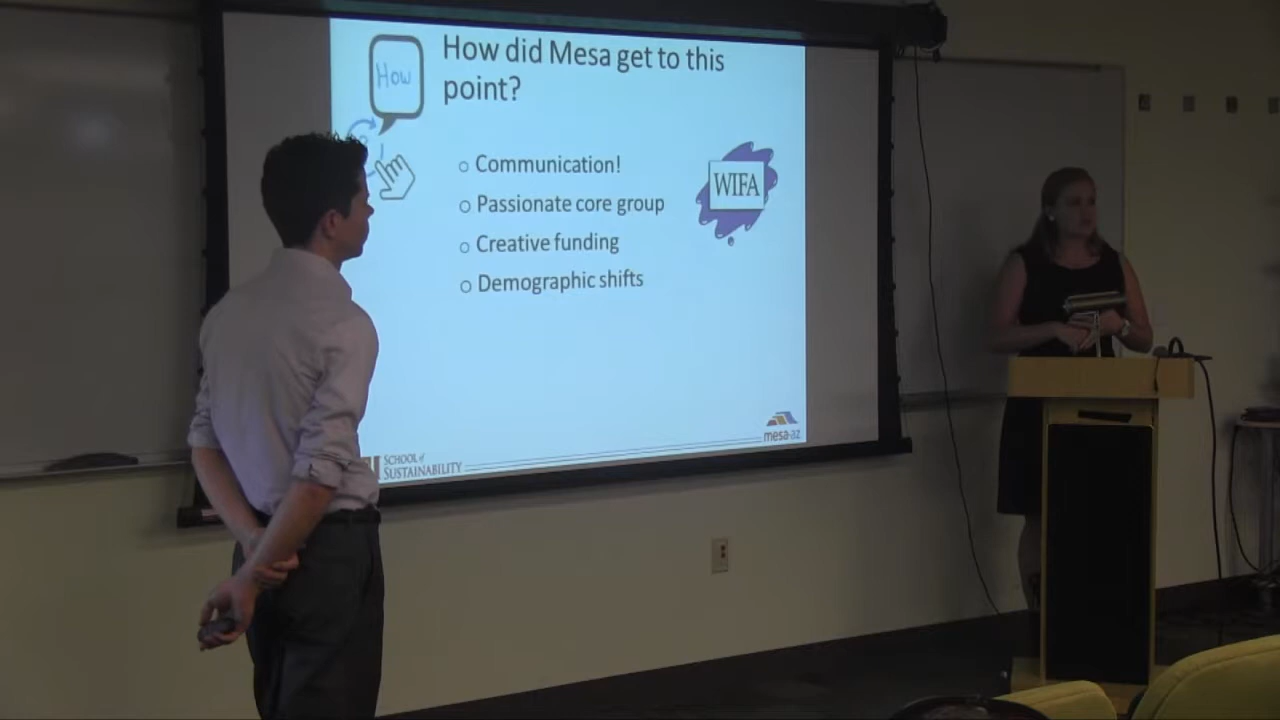 How
How did Mesa get to this
point?
Communication!
Passionate core group
Creative funding
Demographic shifts
WIFA
mesa·az
SCHOOL of
SUSTAINABILITY